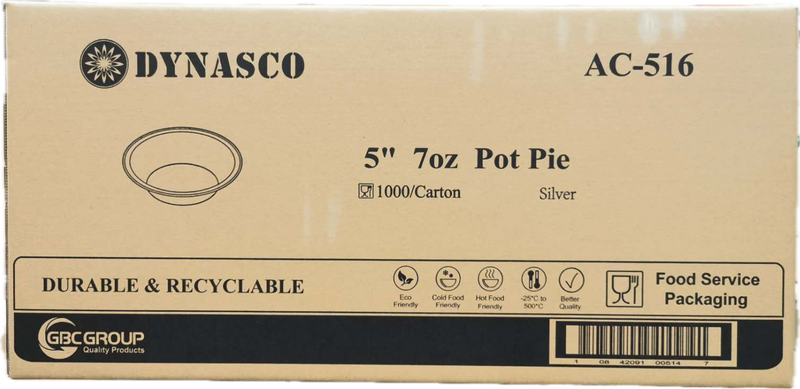 DYNASCO
AC-516
5" 7oz Pot Pie
1000/Carton Silver
DURABLE & RECYCLABLE
Eco Friendly
Cold Food Friendly
Hot Food Friendly
-25°C to 500°C
Better Quality
Food Service
Packaging
GBC GROUP
Quality Products
1 08 42091 00514 7